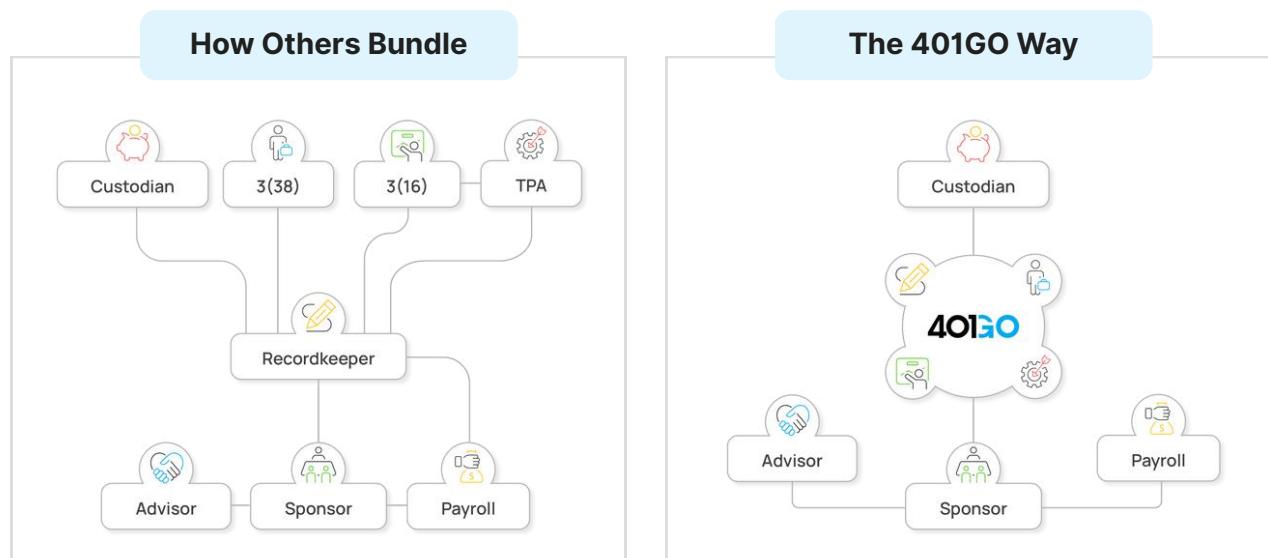 How Others Bundle
The 401GO Way
Custodian
3(38)
3(16)
TPA
Recordkeeper
Advisor
Sponsor
$
Payroll
Custodian
401GO
Advisor
$
Payroll
Sponsor